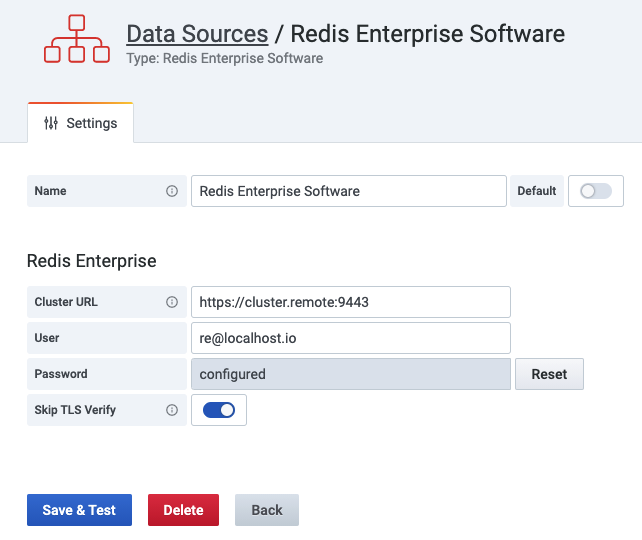 Data Sources / Redis Enterprise Software
Type: Redis Enterprise Software
Settings
Name
Redis Enterprise Software
Default
Redis Enterprise
Cluster URL
https://cluster.remote:9443
User
re@localhost.io
Password
configured
Reset
Skip TLS Verify
Save & Test
Delete
Back